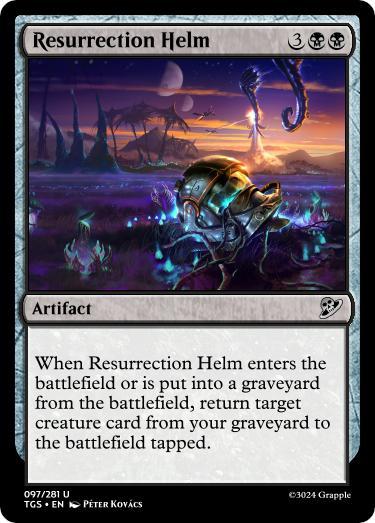 Resurrection Helm 3
Artifact
When Resurrection Helm enters the
battlefield or is put into a graveyard
from the battlefield, return target
creature card from your graveyard to
the battlefield tapped.
097/281 U
TGS • EN Péter Kovács
©3024 Grapple